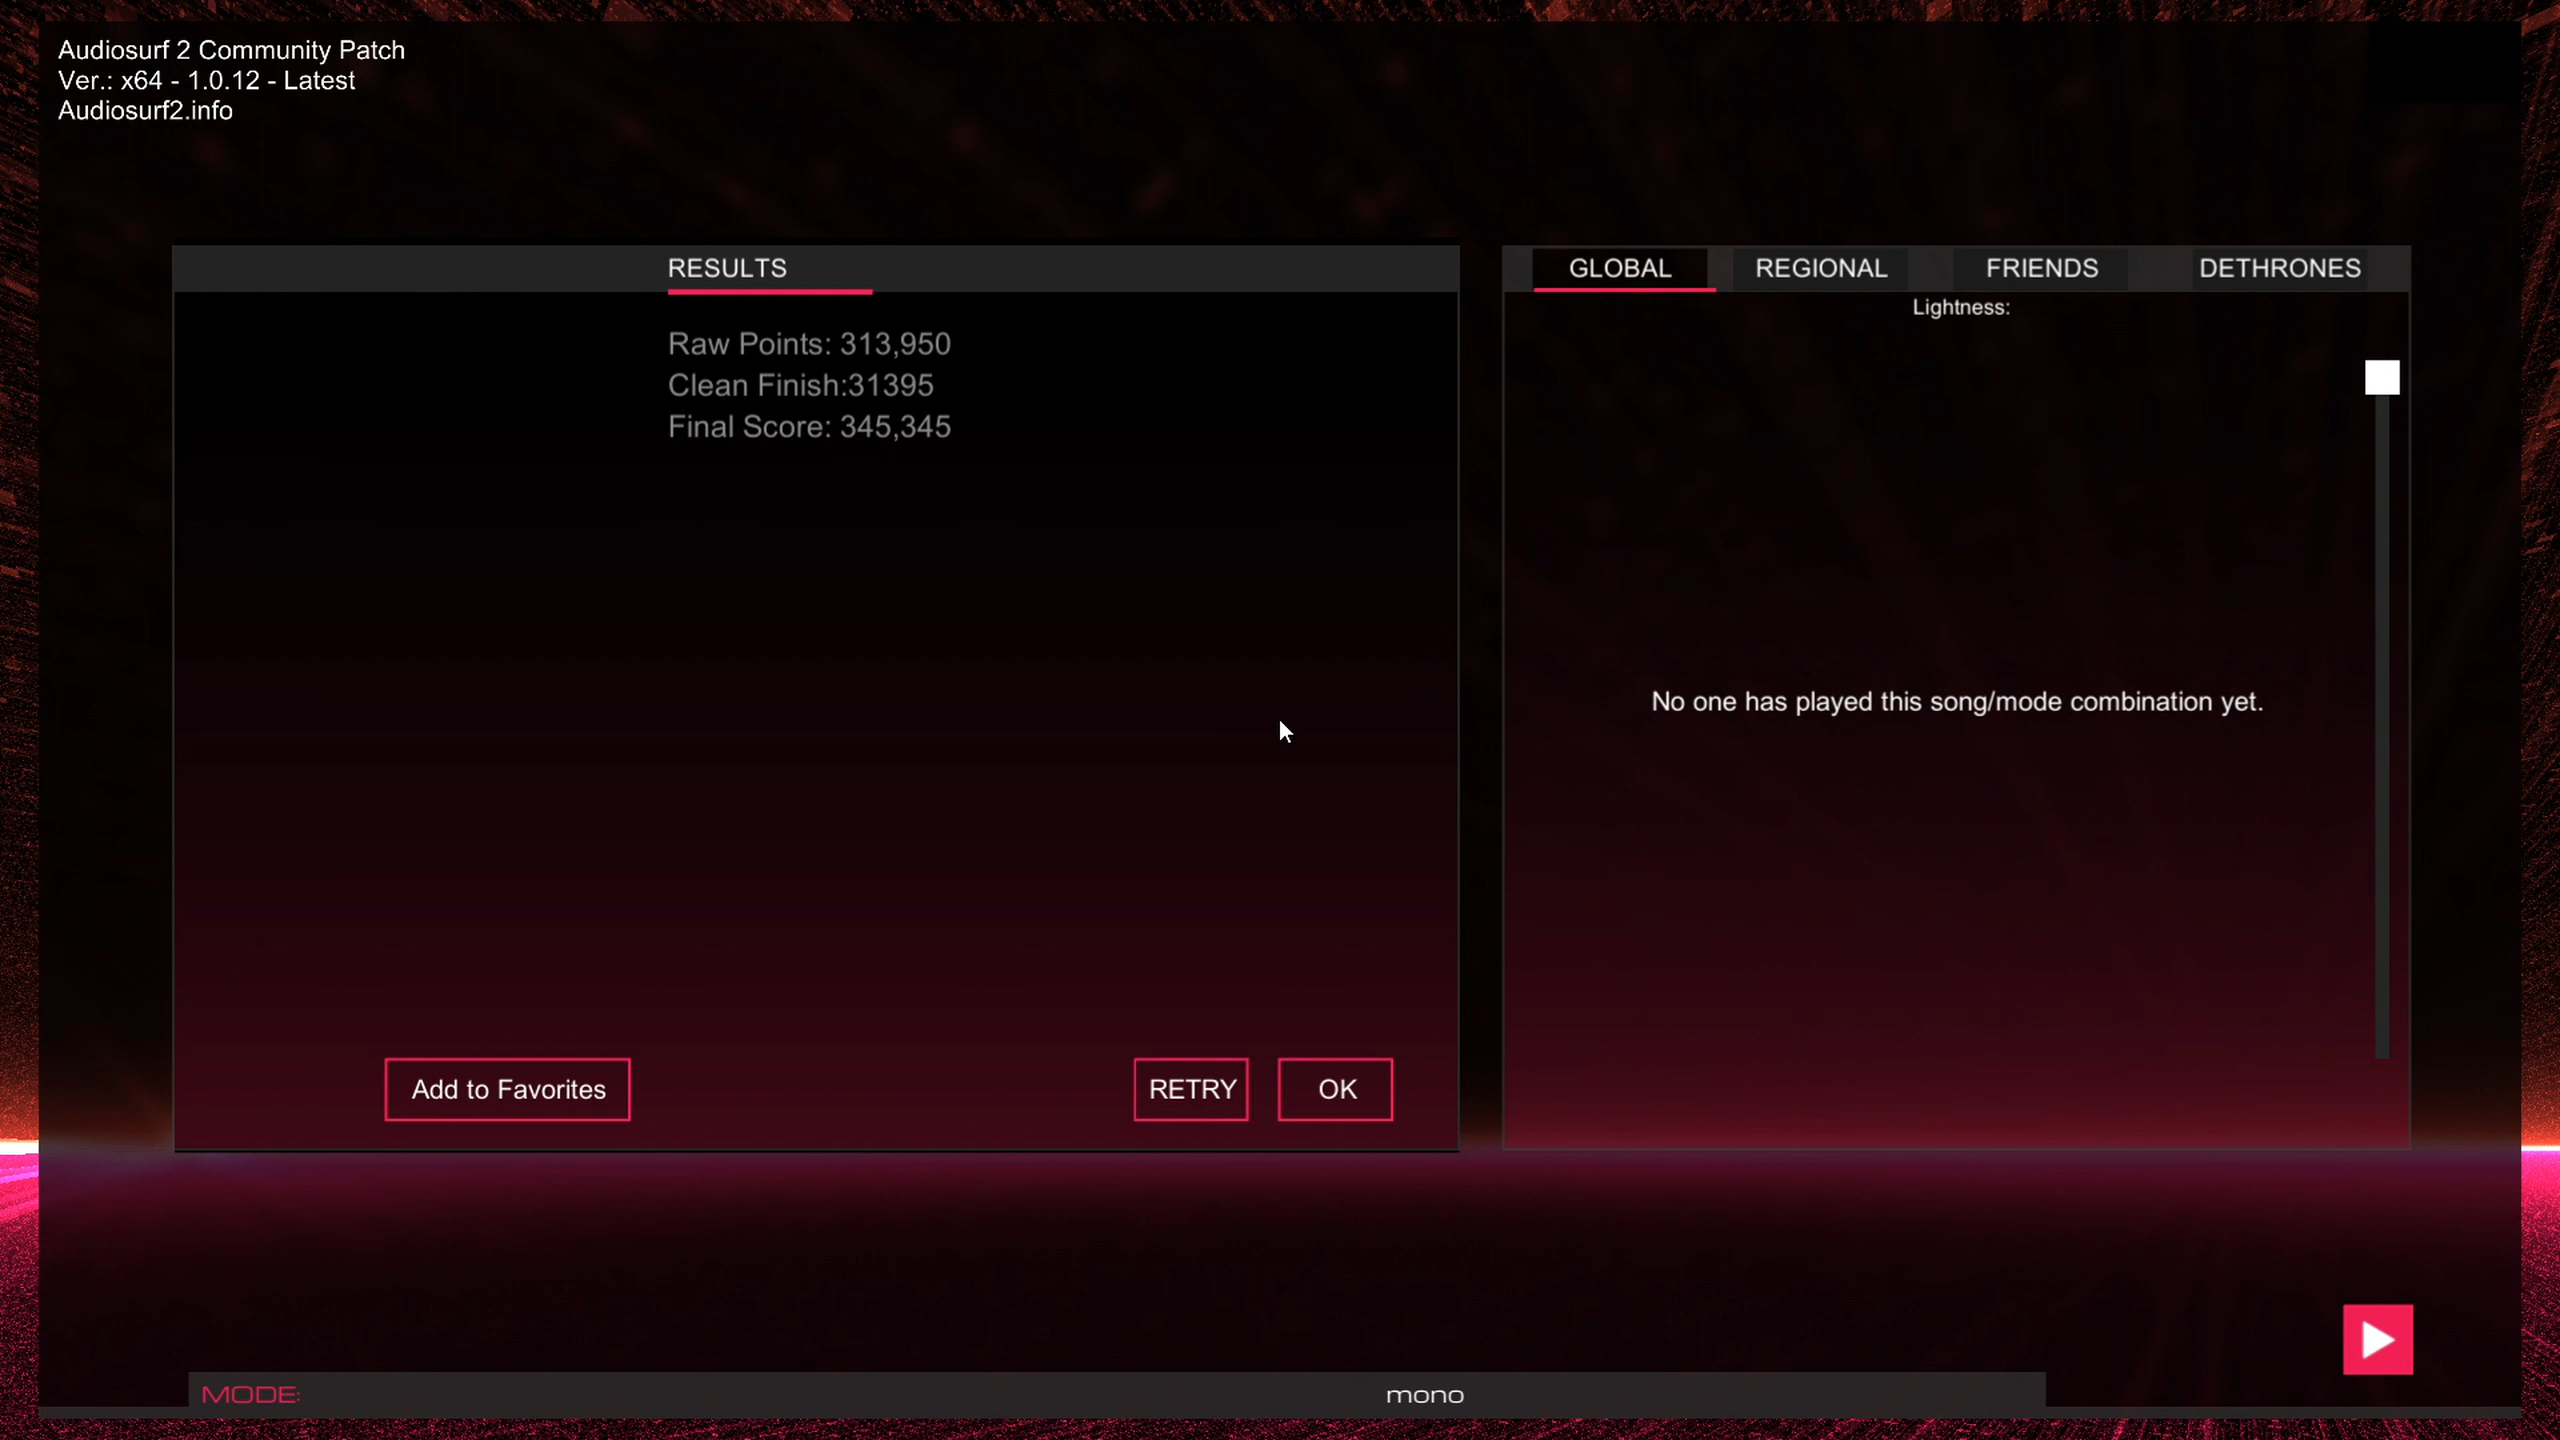 Audiosurf 2 Community Patch
Ver.: x64 - 1.0.12 - Latest
Audiosurf2.info
RESULTS
Raw Points: 313,950
Clean Finish:31395
Final Score: 345,345
Add to Favorites
RETRY
OK
GLOBAL
REGIONAL
FRIENDS
DETHRONES
Lightness:
No one has played this song/mode combination yet.
MODE:
mono